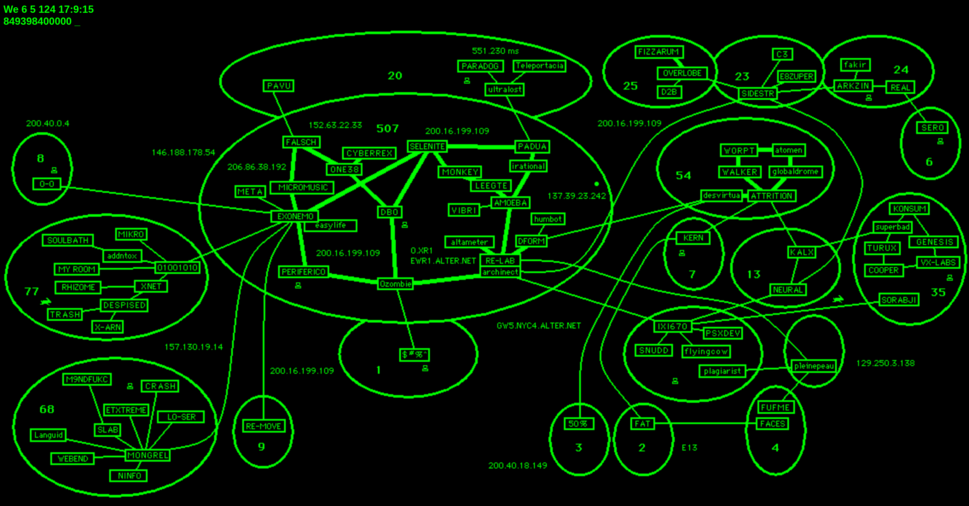 We 6 5 124 17:9:15
849398400000 _
551.230 ms
FIZZARUM
C3
fakir
PARADOG
Teleportacia
20
OVERLOBE
23
E8ZUPER
24
PAVU
ultralost
25
D2B
SIDESTR
ARKZIN
REAL
200.40.0.4
152.63.22.33
507
200.16.199.109
200.16.199.109
SERO
8
146.188.178.54
FALSCH
CYBERREX
SELENITE
PADUA
WORPT
atomen
6
206.86.38.192
ONE38
MONKEY
irational
54
WALKER
globaldrome
0-0
META
MICROMUSIC
LEEGTE
137.39.23.242
desvirtua
ATTRITION
EXONEMO
easylife
DBO
VIBRI
AMOEBA
humbot
KONSUM
SOULBATH
MIKRO
200.16.199.109
altameter
DFORM
KERN
superbad
GENESIS
addntox
0.XR1
EWR1.ALTER.NET
RE-LAB
KALX
TURUX
MY ROOM
01001010
PERIFERICO
architnect
7
13
COOPER
VX-LABS
77
RHIZOME
XNET
0zombie
NEURAL
35
TRASH
DESPISED
SORABJI
X-ARN
GW5.NYC4.ALTER.NET
IXI670
PSXDEV
157.130.19.14
$#%^
SNUDD
flyingcow
1
200.16.199.109
plagiarist
pleinepeau
129.250.3.138
M9NDFUKC
CRASH
68
ETXTREME
LO-SER
FUFME
Languid
SLAB
RE-MOVE
50%
FAT
FACES
WEBEND
MONGREL
9
3
2
E13
4
NINFO
200.40.18.149